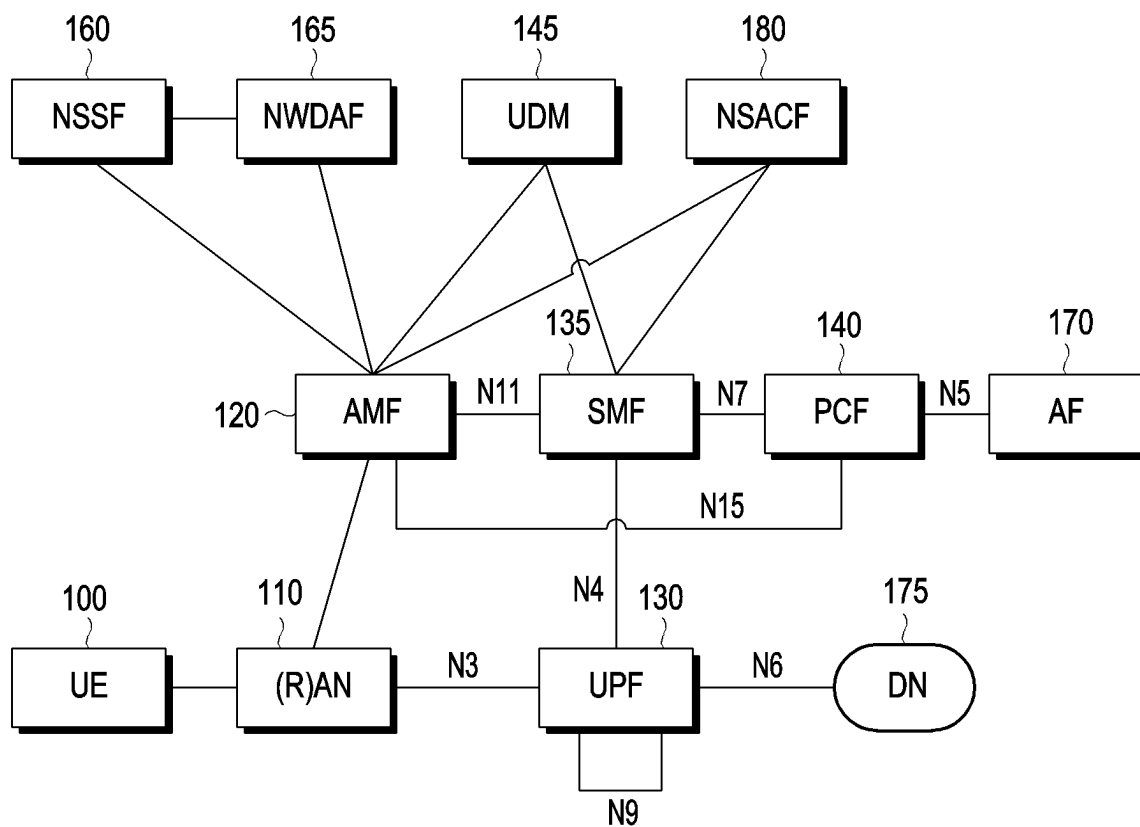 160 165 145 180
NSSF NWDAF UDM NSACF
135 140 170
120 AMF N11 SMF N7 PCF N5 AF
N15
100 110 N4 130 175
UE (R)AN N3 UPF N6 DN
N9